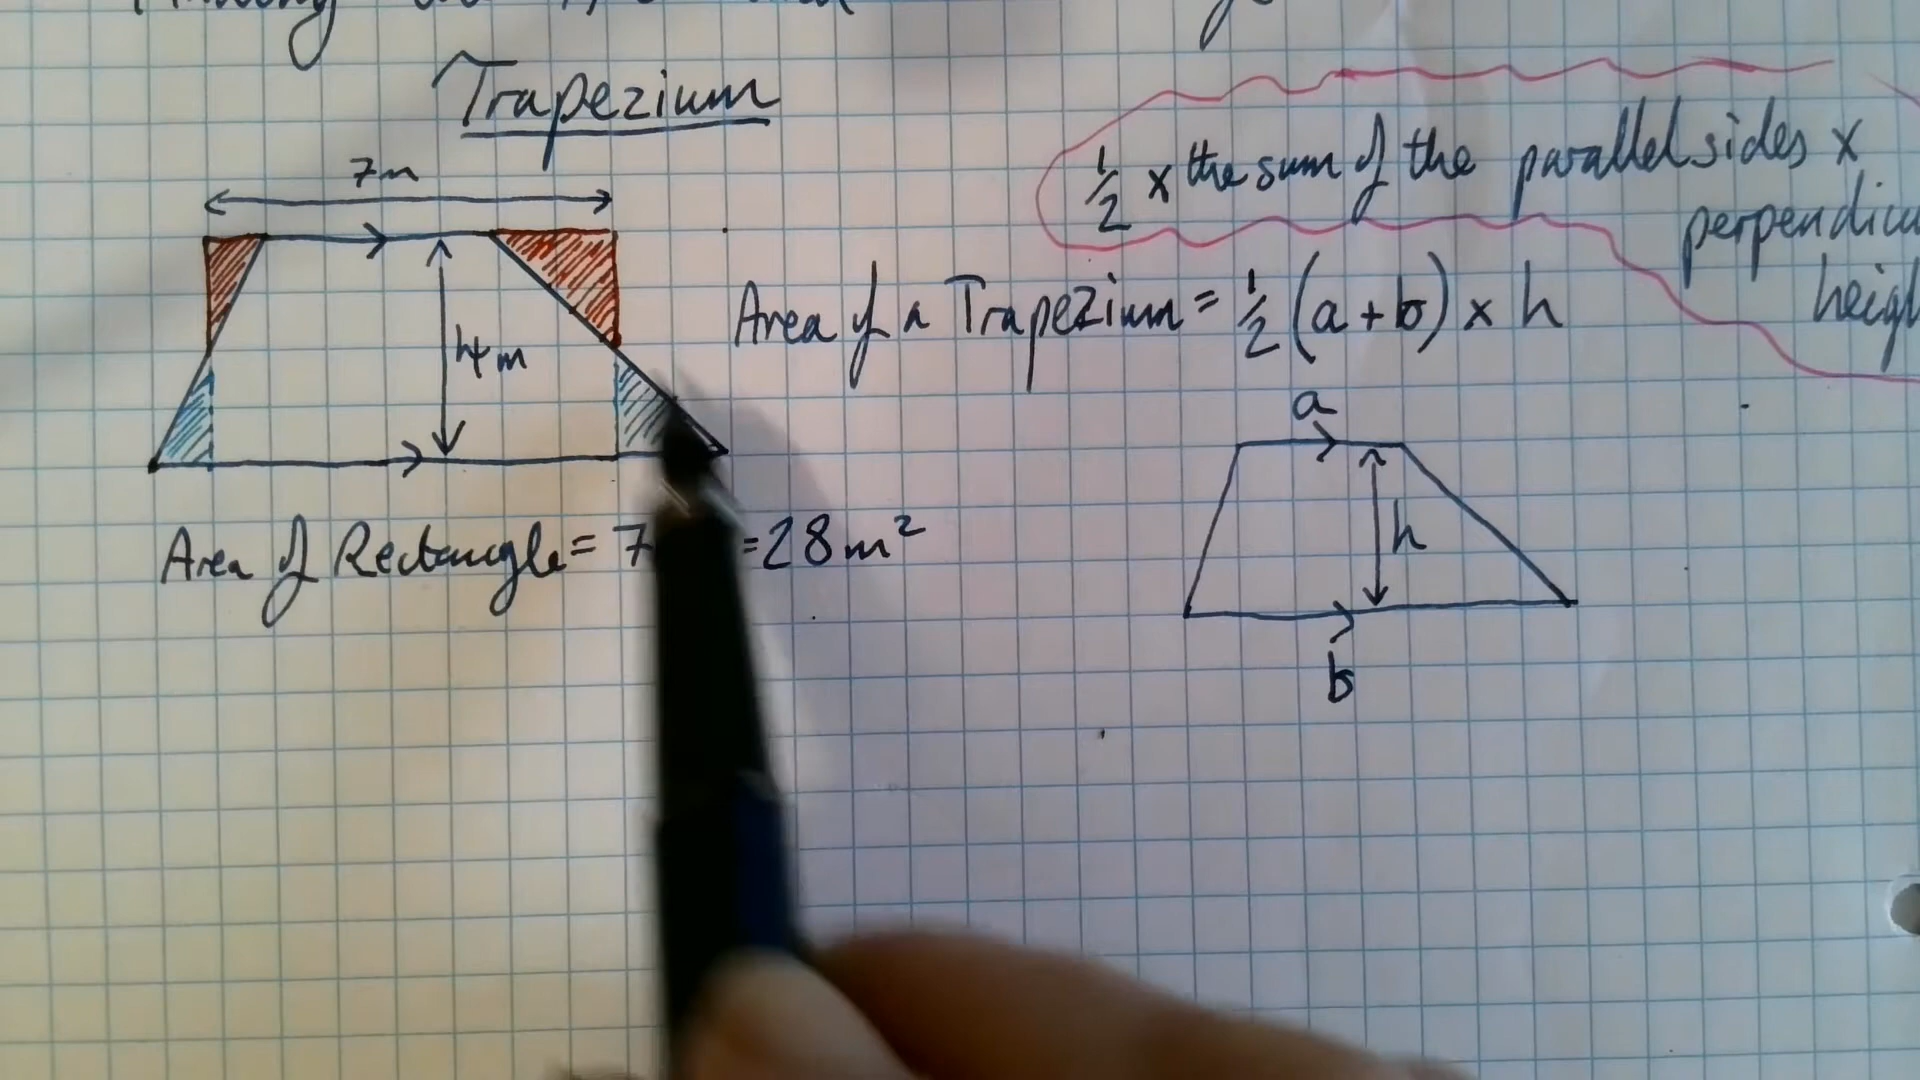 Trapezium
7m
4m
Area of Rectangle = 7 = 28m²
½ x the sum of the parallel sides x
Area of a Trapezium = ½ (a + b) x h
a
h
b